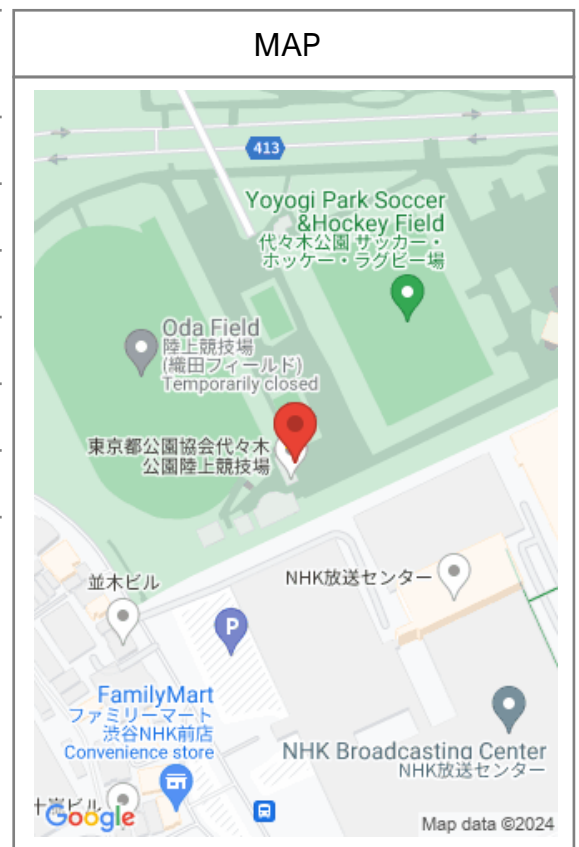 MAP
413
Yoyogi Park Soccer
&Hockey Field
代々木公園 サッカー・
ホッケー・ラグビー場
Oda Field
陸上競技場
(織田フィールド)
Temporarily closed
東京都公園協会代々木
公園陸上競技場
並木ビル
NHK放送センター
P
FamilyMart
ファミリーマート
渋谷NHK前店
Convenience store
NHK Broadcasting Center
NHK放送センター
Google
Map data ©2024